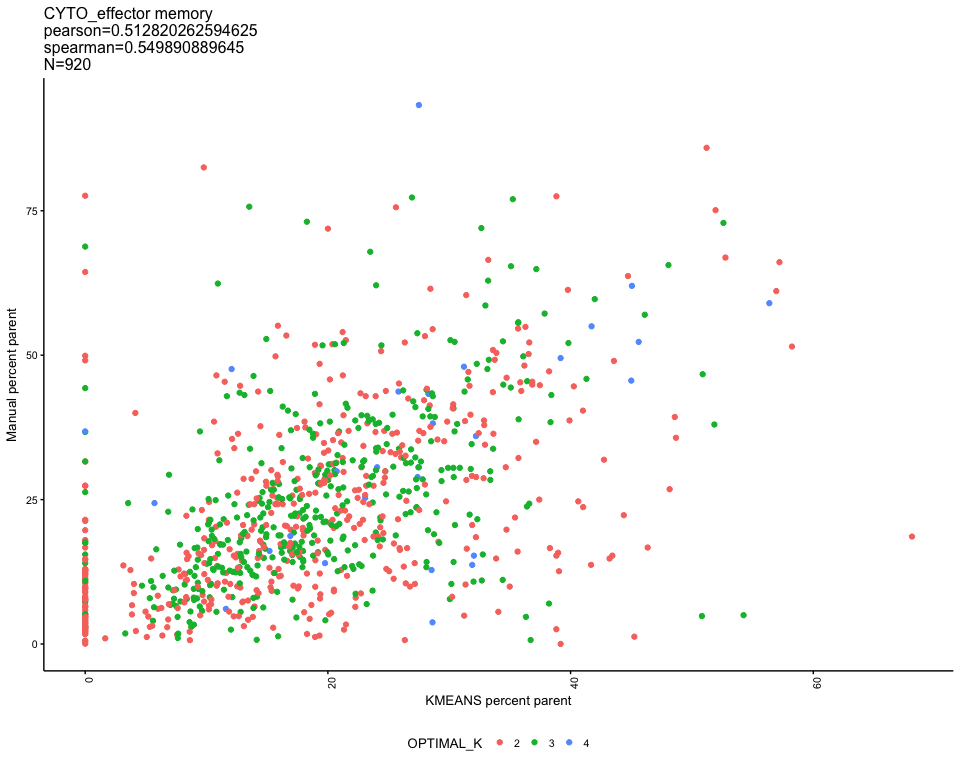 CYTO_effector memory
pearson=0.512820262594625
spearman=0.549890889645
N=920
75
50
25
0
Manual percent parent
0
20
40
60
KMEANS percent parent
OPTIMAL_K 2 3 4